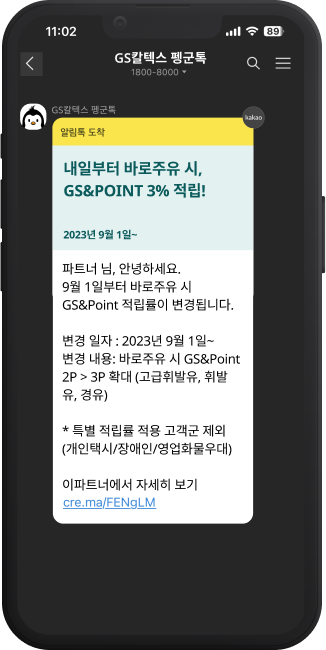 11:02
89
GS칼텍스 펭군톡
1800-8000
GS칼텍스 펭군톡
kakao
알림톡 도착
내일부터 바로주유 시,
GS&POINT 3% 적립!
2023년 9월 1일~
파트너 님, 안녕하세요.
9월 1일부터 바로주유 시
GS&Point 적립률이 변경됩니다.
변경 일자 : 2023년 9월 1일~
변경 내용: 바로주유 시 GS&Point
2P > 3P 확대 (고급휘발유, 휘발
유, 경유)
* 특별 적립률 적용 고객군 제외
(개인택시/장애인/영업화물우대)
이파트너에서 자세히 보기
cre.ma/FENgLM